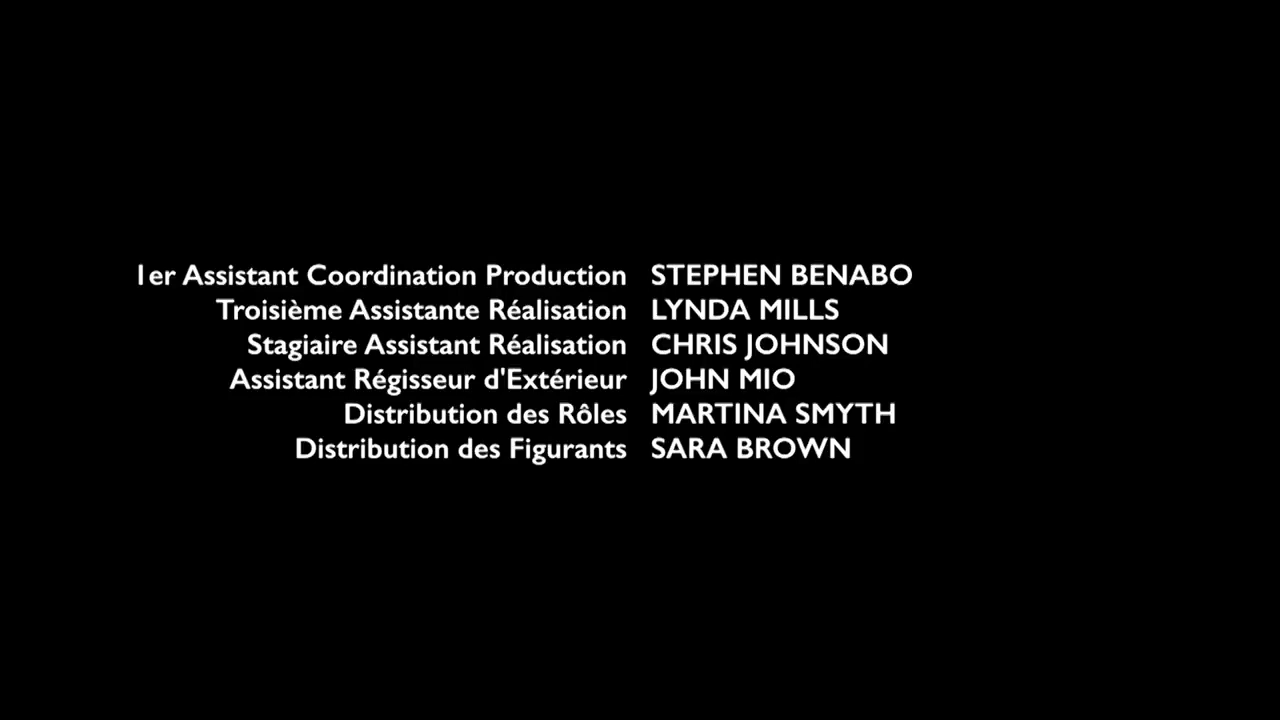 1er Assistant Coordination Production STEPHEN BENABO
Troisième Assistante Réalisation LYNDA MILLS
Stagiaire Assistant Réalisation CHRIS JOHNSON
Assistant Régisseur d'Extérieur JOHN MIO
Distribution des Rôles MARTINA SMYTH
Distribution des Figurants SARA BROWN